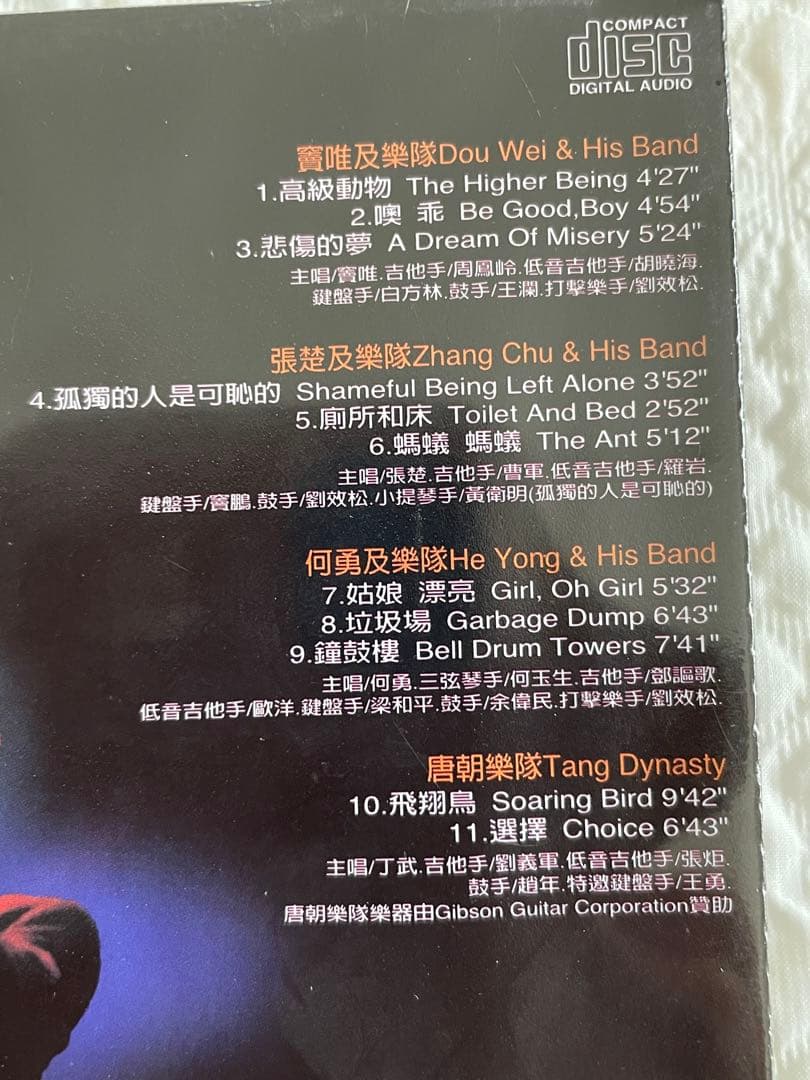 COMPACT
disc
DIGITAL AUDIO
竇唯及樂隊Dou Wei & His Band
1.高級動物 The Higher Being 4'27"
2.噢 乖 Be Good,Boy 4'54"
3.悲傷的夢 A Dream Of Misery 5'24"
主唱/竇唯.吉他手/周鳳岭.低音吉他手/胡曉海.
鍵盤手/白方林.鼓手/王瀾.打擊樂手/劉效松.
張楚及樂隊Zhang Chu & His Band
4.孤獨的人是可恥的 Shameful Being Left Alone 3'52"
5.廁所和床 Toilet And Bed 2'52"
6.螞蟻 螞蟻 The Ant 5'12"
主唱/張楚.吉他手/曹軍.低音吉他手/羅岩.
鍵盤手/竇鵬.鼓手/劉效松.小提琴手/黃衛明(孤獨的人是可恥的)
何勇及樂隊He Yong & His Band
7.姑娘 漂亮 Girl, Oh Girl 5'32"
8.垃圾場 Garbage Dump 6'43"
9.鐘鼓樓 Bell Drum Towers 7'41"
主唱/何勇.三弦琴手/何玉生.吉他手/鄧謳歌.
低音吉他手/歐洋.鍵盤手/梁和平.鼓手/余偉民.打擊樂手/劉效松.
唐朝樂隊Tang Dynasty
10.飛翔鳥 Soaring Bird 9'42"
11.選擇 Choice 6'43"
主唱/丁武.吉他手/劉義軍.低音吉他手/張炬.
鼓手/趙年.特邀鍵盤手/王勇.
唐朝樂隊樂器由Gibson Guitar Corporation贊助